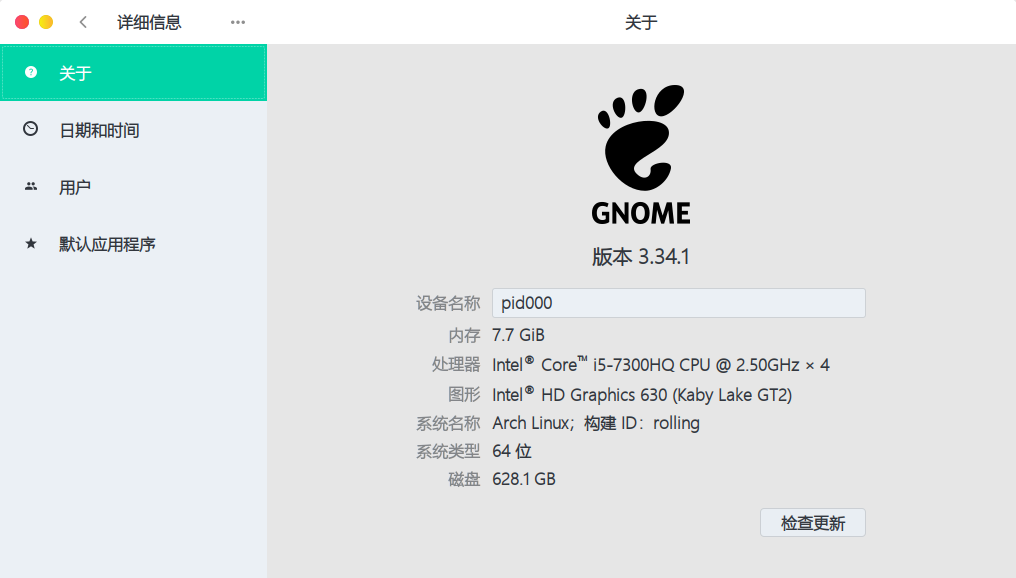 详细信息
关于
关于
日期和时间
用户
默认应用程序
GNOME
版本 3.34.1
设备名称 pid000
内存 7.7 GiB
处理器 Intel® Core™ i5-7300HQ CPU @ 2.50GHz × 4
图形 Intel® HD Graphics 630 (Kaby Lake GT2)
系统名称 Arch Linux；构建 ID：rolling
系统类型 64 位
磁盘 628.1 GB
检查更新